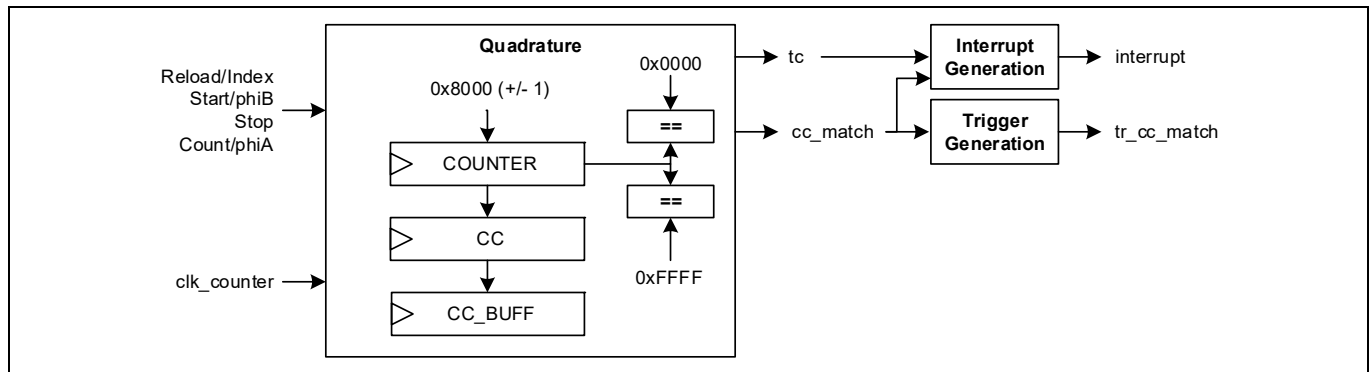 Quadrature
Reload/Index
Start/phiB
Stop
Count/phiA
clk_counter
0x8000 (+/- 1)
COUNTER
CC
CC_BUFF
0x0000
==
==
0xFFFF
tc
cc_match
Interrupt
Generation
interrupt
Trigger
Generation
tr_cc_match